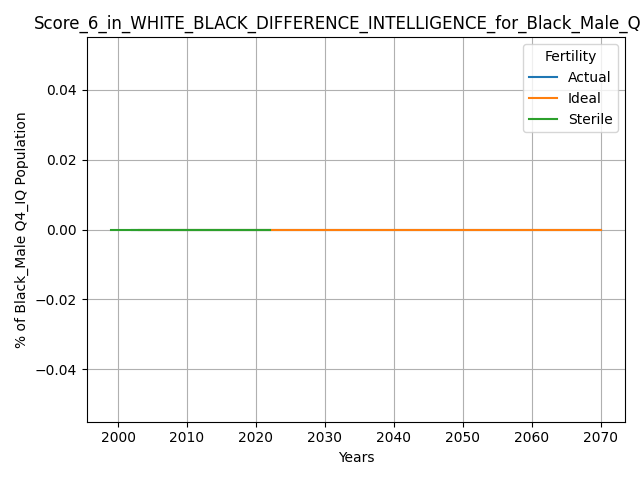 Score_6_in_WHITE_BLACK_DIFFERENCE_INTELLIGENCE_for_Black_Male_Q
Fertility
Actual
Ideal
Sterile
% of Black_Male Q4_IQ Population
0.04
0.02
0.00
−0.02
−0.04
2000 2010 2020 2030 2040 2050 2060 2070
Years